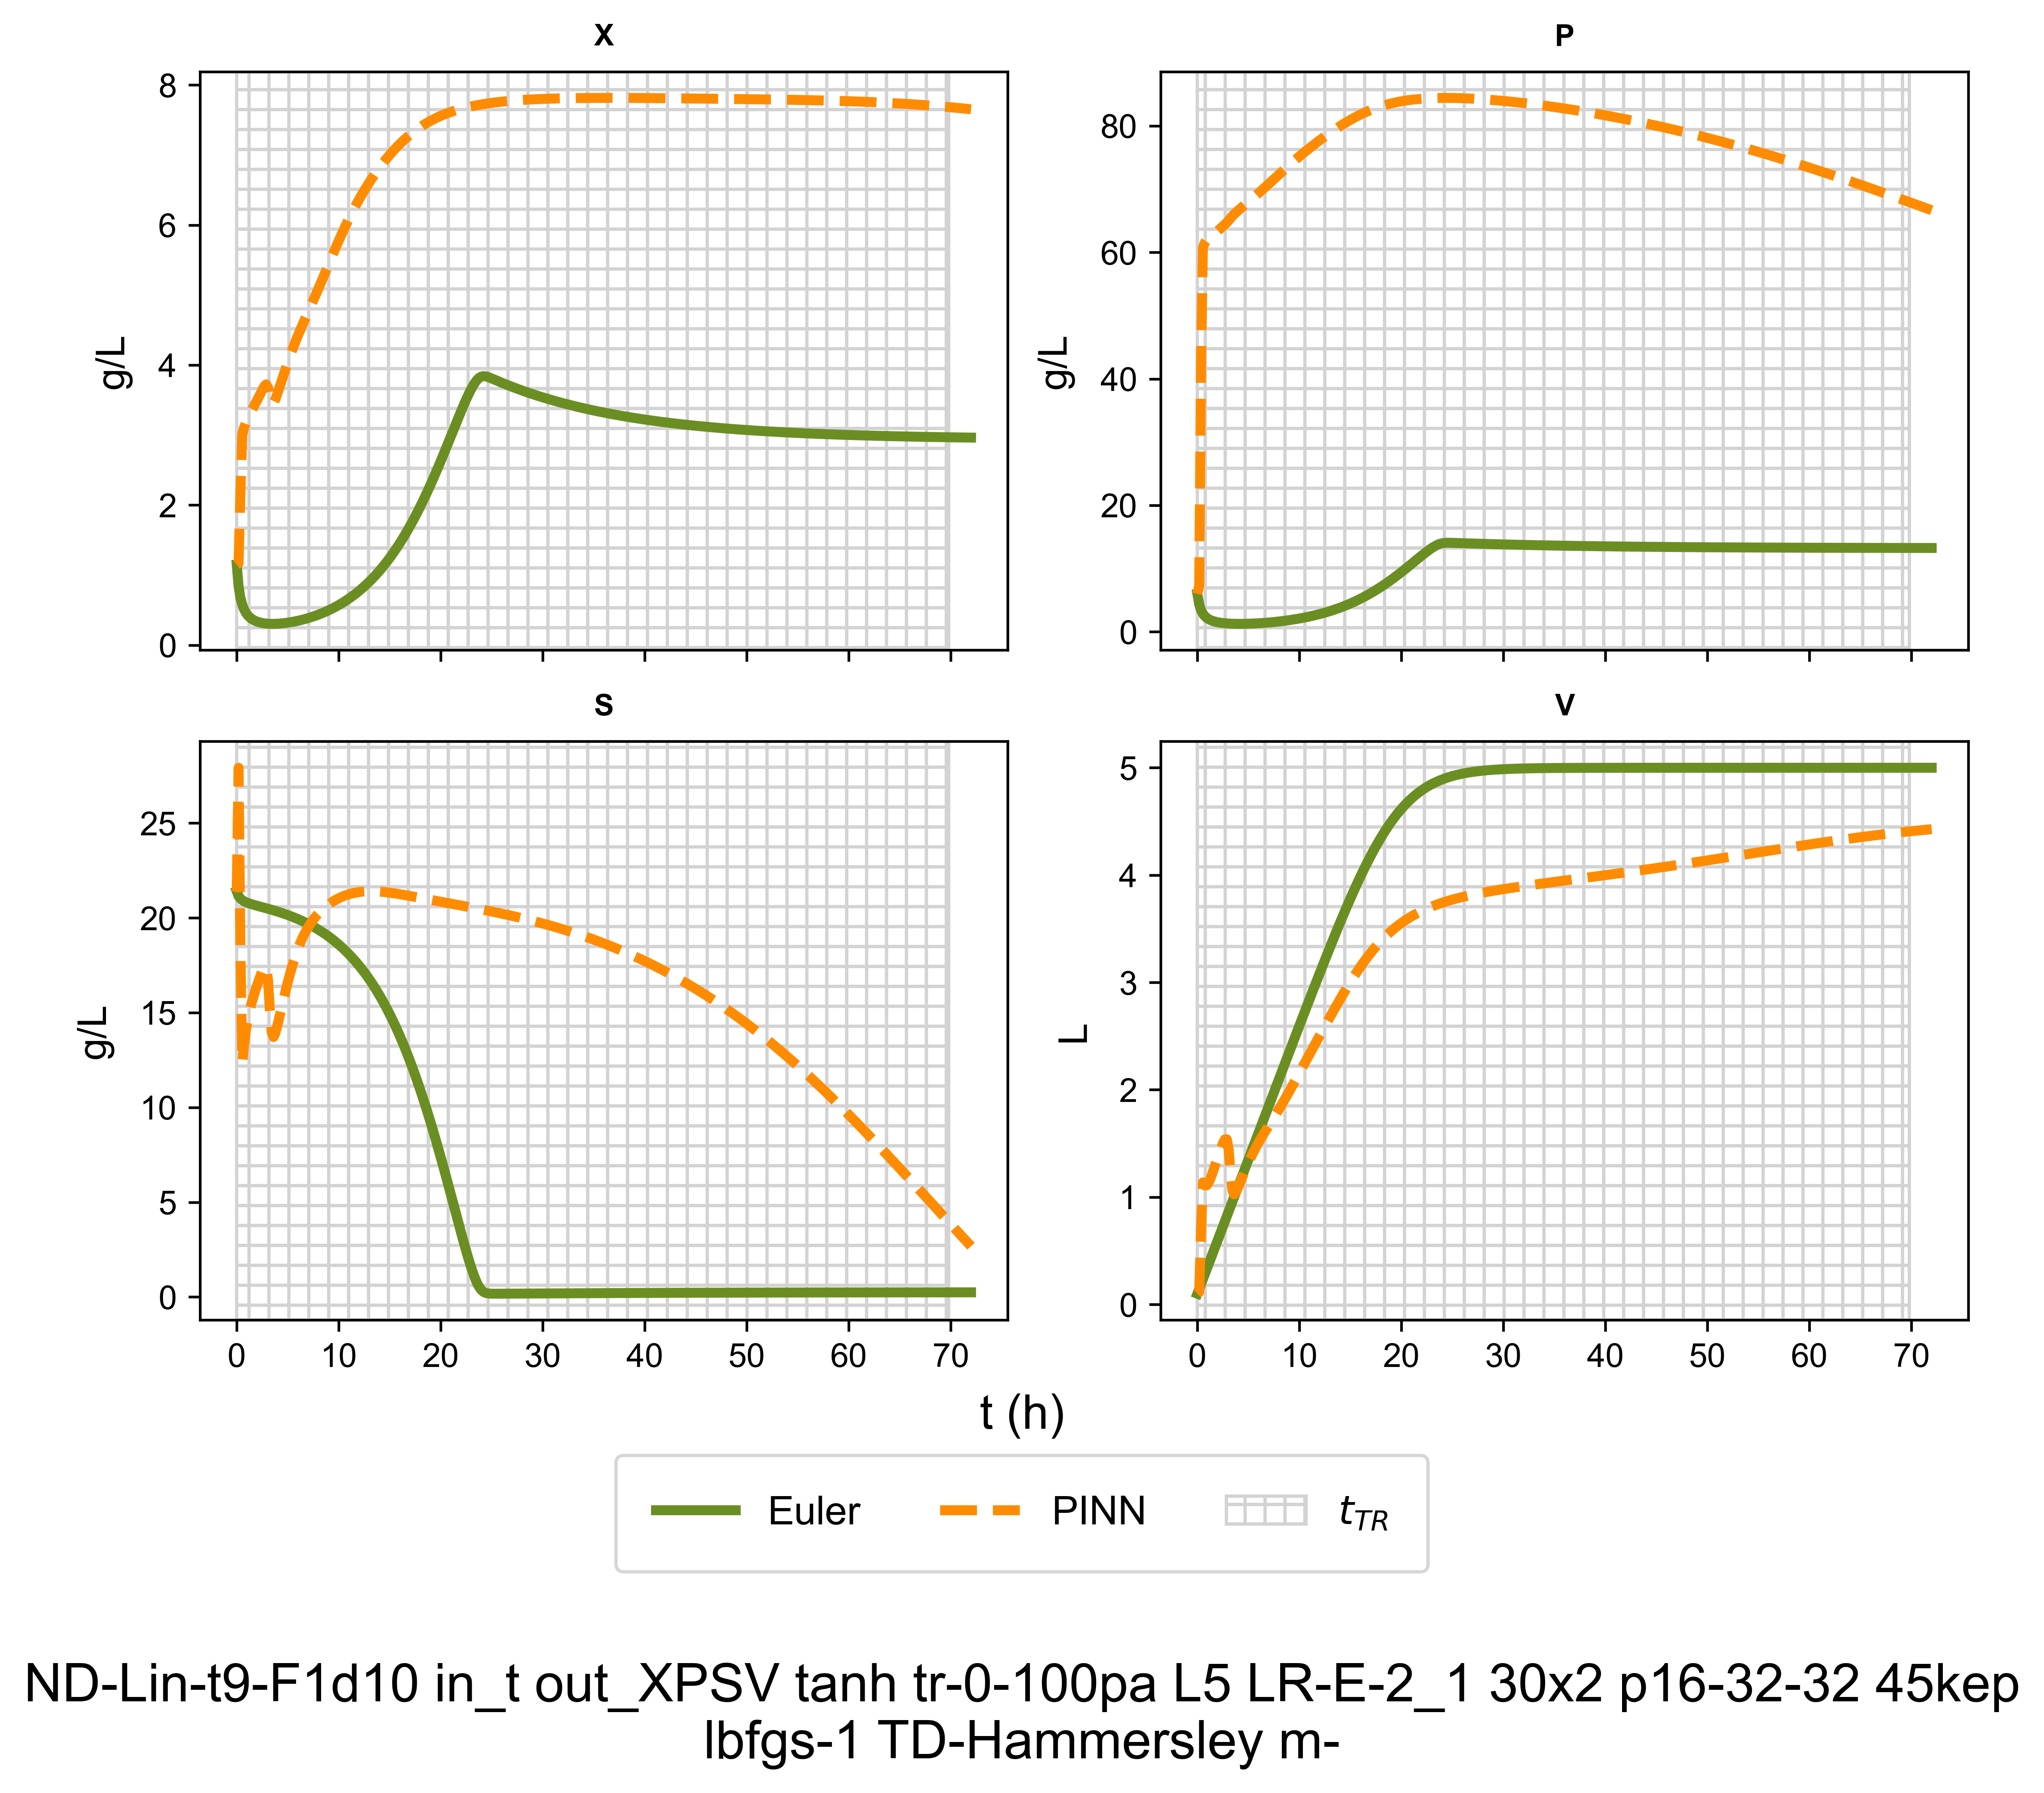 X
P
8
6
4
2
0
g/L
80
60
40
20
0
g/L
S
V
25
20
15
10
5
0
g/L
0 10 20 30 40 50 60 70
5
4
3
2
1
0
L
0 10 20 30 40 50 60 70
t (h)
Euler PINN t_TR
ND-Lin-t9-F1d10 in_t out_XPSV tanh tr-0-100pa L5 LR-E-2_1 30x2 p16-32-32 45kep
lbfgs-1 TD-Hammersley m-